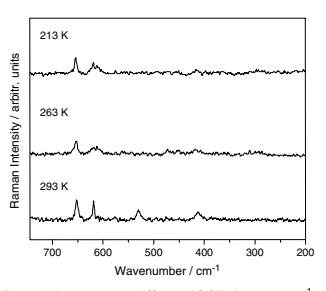 213 K
263 K
293 K
Raman Intensity / arbitr. units
700 600 500 400 300 200
Wavenumber / cm⁻¹